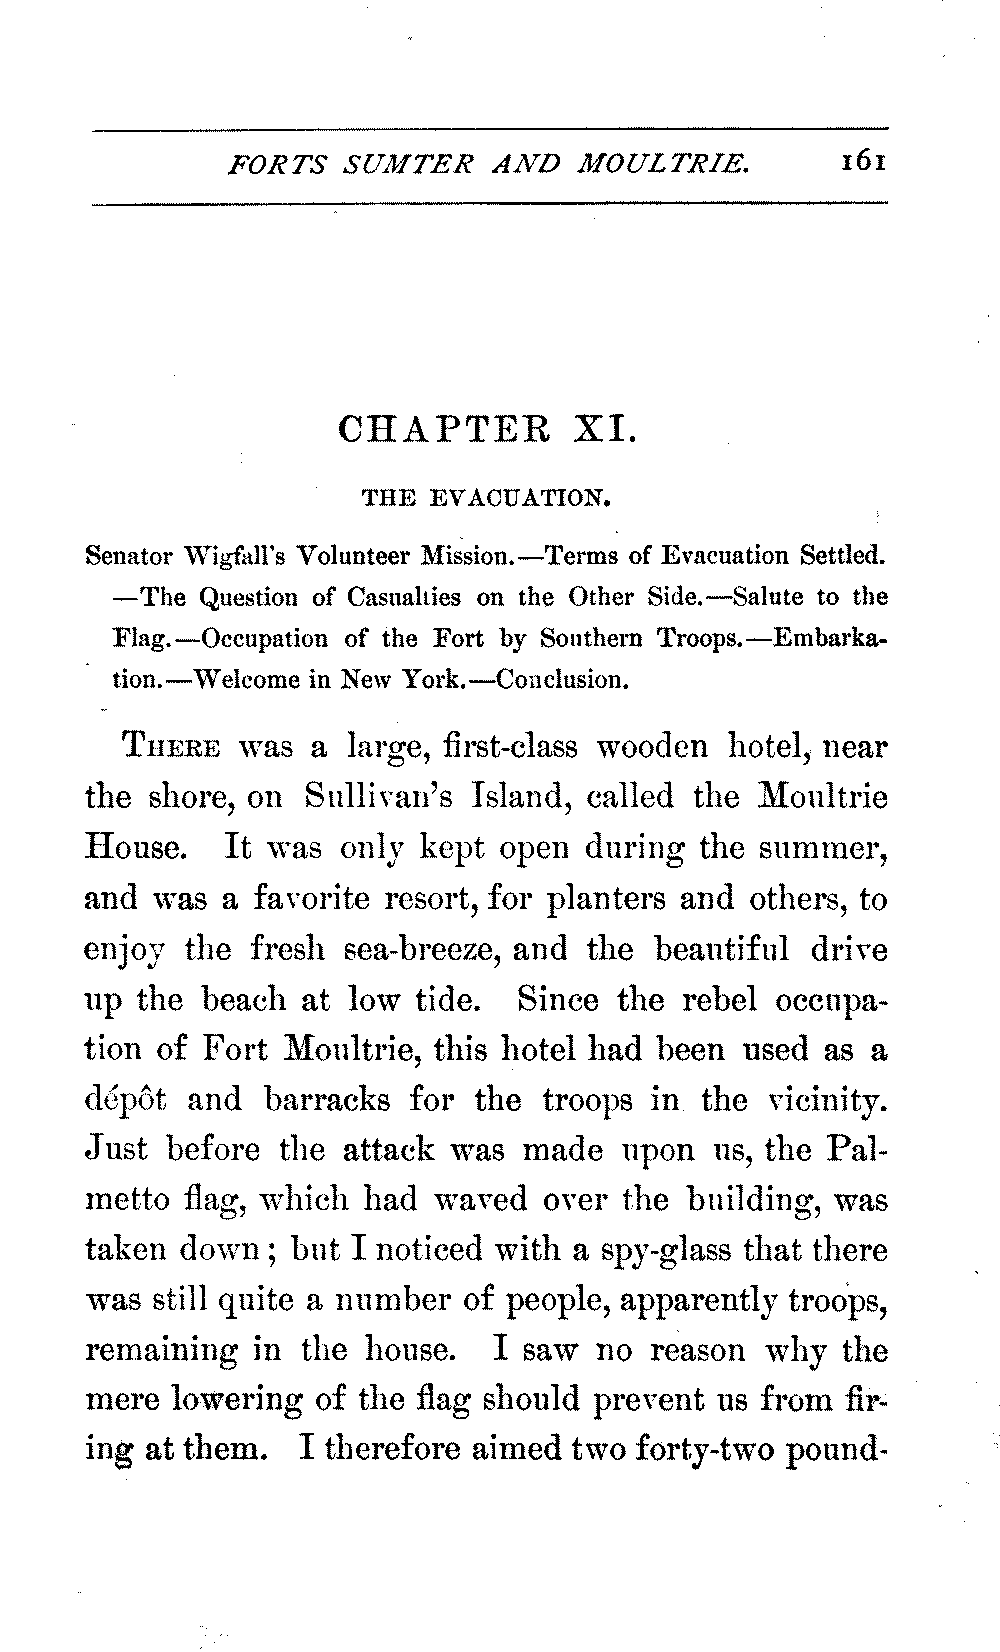 FORTS SUMTER AND MOULTRIE. 161
CHAPTER XI.
THE EVACUATION.
Senator Wigfall's Volunteer Mission.—Terms of Evacuation Settled.
—The Question of Casualties on the Other Side.—Salute to the
Flag.—Occupation of the Fort by Southern Troops.—Embarka-
tion.—Welcome in New York.—Conclusion.
THERE was a large, first-class wooden hotel, near
the shore, on Sullivan's Island, called the Moultrie
House. It was only kept open during the summer,
and was a favorite resort, for planters and others, to
enjoy the fresh sea-breeze, and the beautiful drive
up the beach at low tide. Since the rebel occupa-
tion of Fort Moultrie, this hotel had been used as a
dépôt and barracks for the troops in the vicinity.
Just before the attack was made upon us, the Pal-
metto flag, which had waved over the building, was
taken down; but I noticed with a spy-glass that there
was still quite a number of people, apparently troops,
remaining in the house. I saw no reason why the
mere lowering of the flag should prevent us from fir-
ing at them. I therefore aimed two forty-two pound-